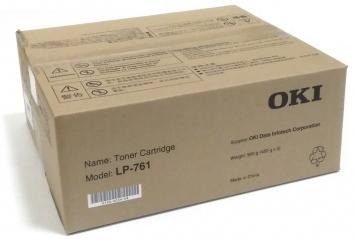 OKI
Supplier: OKI Data Infotech Corporation
Name: Toner Cartridge
Model: LP-761
Made in China